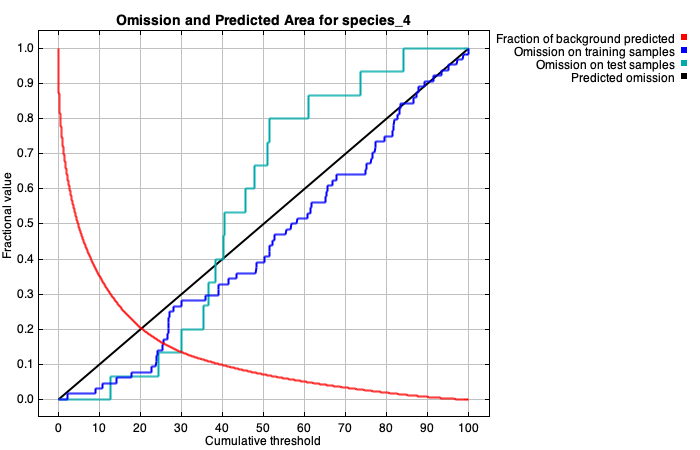 Omission and Predicted Area for species_4
Fraction of background predicted
Omission on training samples
Omission on test samples
Predicted omission
Fractional value
1.0
0.9
0.8
0.7
0.6
0.5
0.4
0.3
0.2
0.1
0.0
0 10 20 30 40 50 60 70 80 90 100
Cumulative threshold